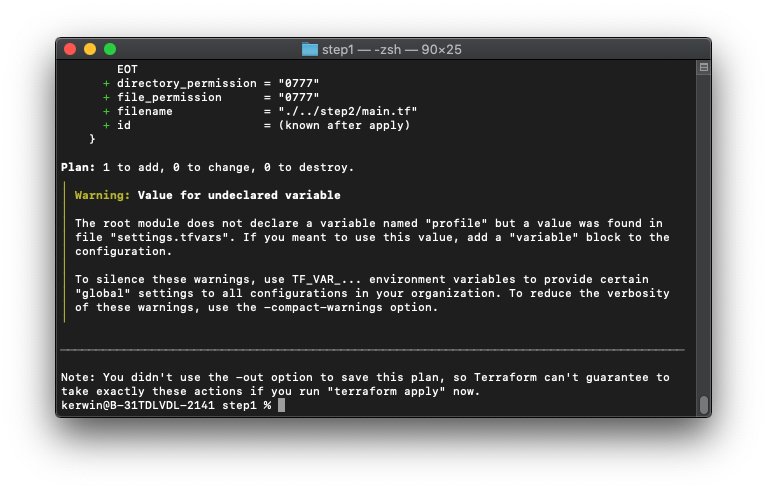 step1 — -zsh — 90×25
EOT
+ directory_permission = "0777"
+ file_permission      = "0777"
+ filename             = "./../step2/main.tf"
+ id                   = (known after apply)
}
Plan: 1 to add, 0 to change, 0 to destroy.
Warning: Value for undeclared variable
The root module does not declare a variable named "profile" but a value was found in
file "settings.tfvars". If you meant to use this value, add a "variable" block to the
configuration.
To silence these warnings, use TF_VAR_... environment variables to provide certain
"global" settings to all configurations in your organization. To reduce the verbosity
of these warnings, use the -compact-warnings option.
Note: You didn't use the -out option to save this plan, so Terraform can't guarantee to
take exactly these actions if you run "terraform apply" now.
kerwin@B-31TDLVDL-2141 step1 %